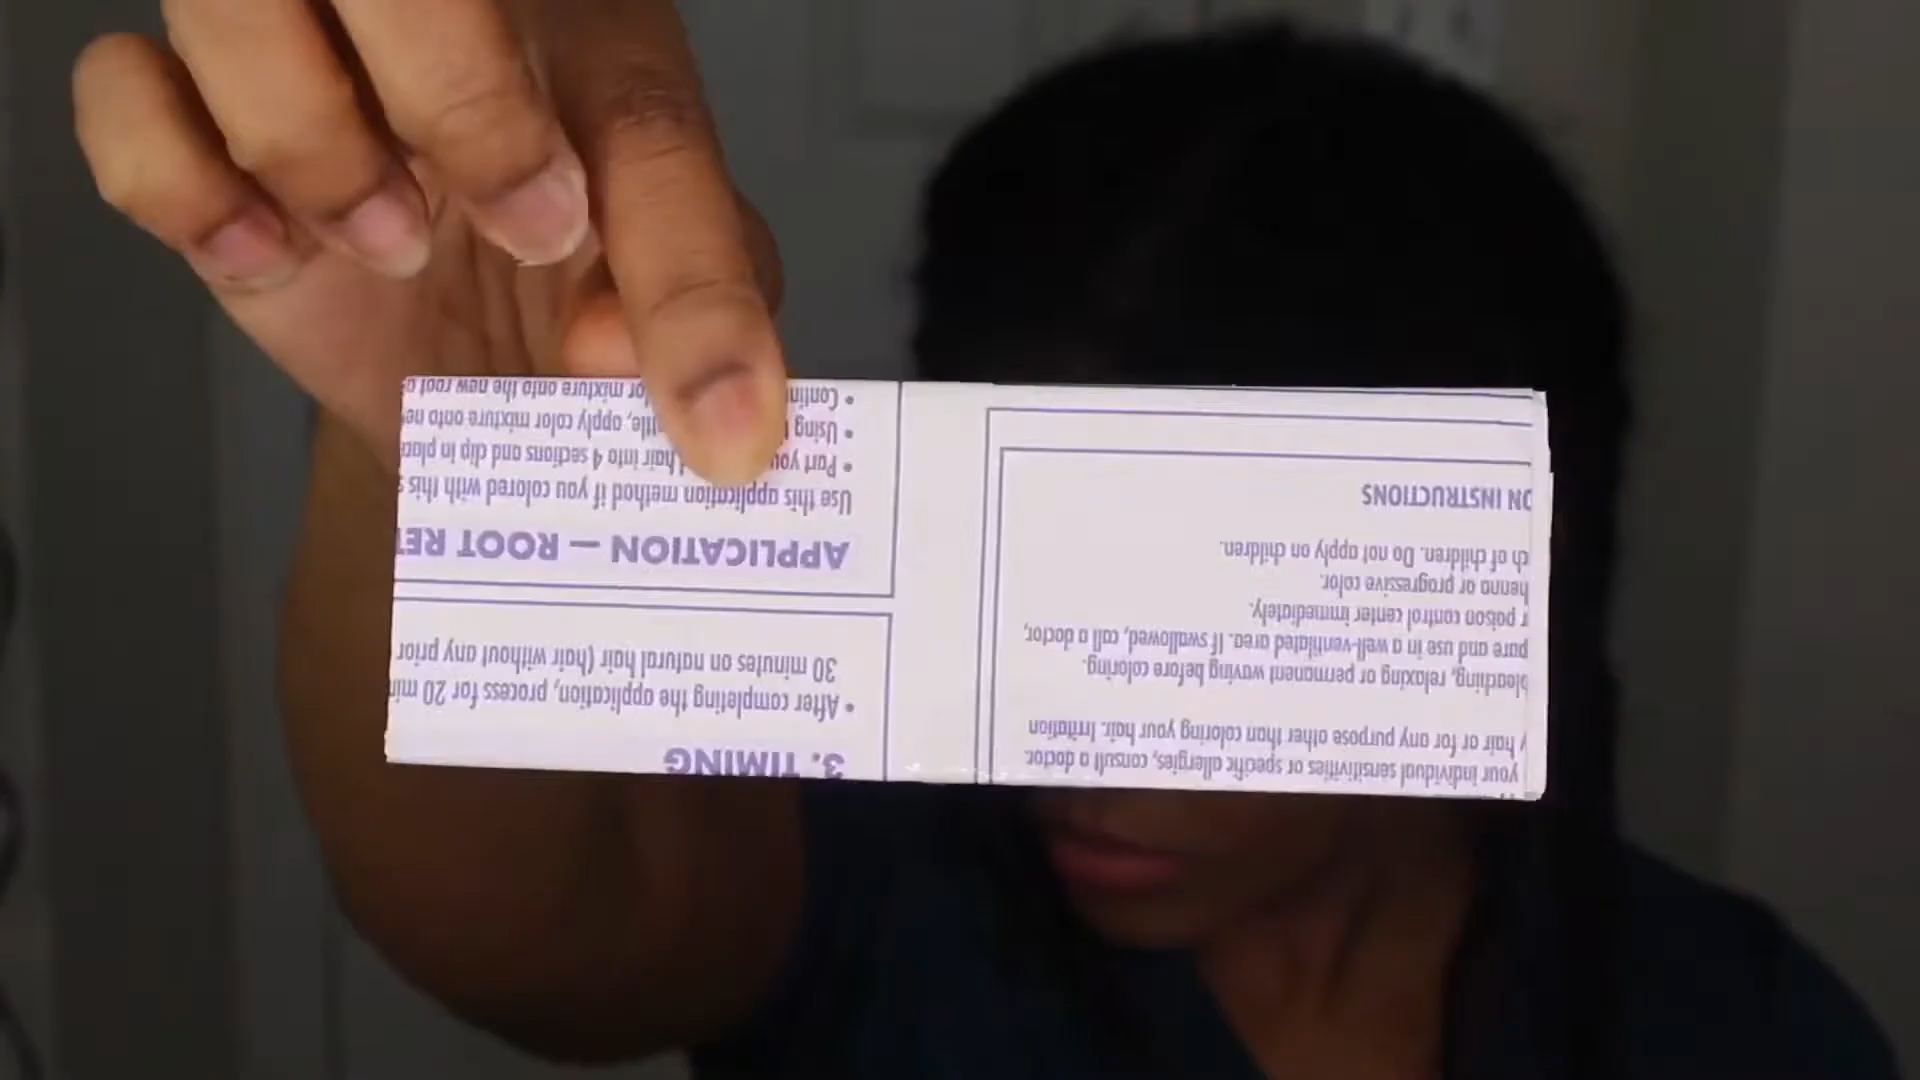 your individual sensitivities or specific allergies, consult a doctor.
hair or for any purpose other than coloring your hair. Irritation
bleaching, relaxing or permanent waving before coloring.
pure and use in a well-ventilated area. If swallowed, call a doctor,
r poison control center immediately.
henna or progressive color.
ch of children. Do not apply on children.
ON INSTRUCTIONS
3. TIMING
• After completing the application, process for 20 min
30 minutes on natural hair (hair without any prior
APPLICATION — ROOT RE
Use this application method if you colored with this
• Part hair into 4 sections and clip in plac
• Using apply color mixture onto ne
• Contin mixture onto the new root